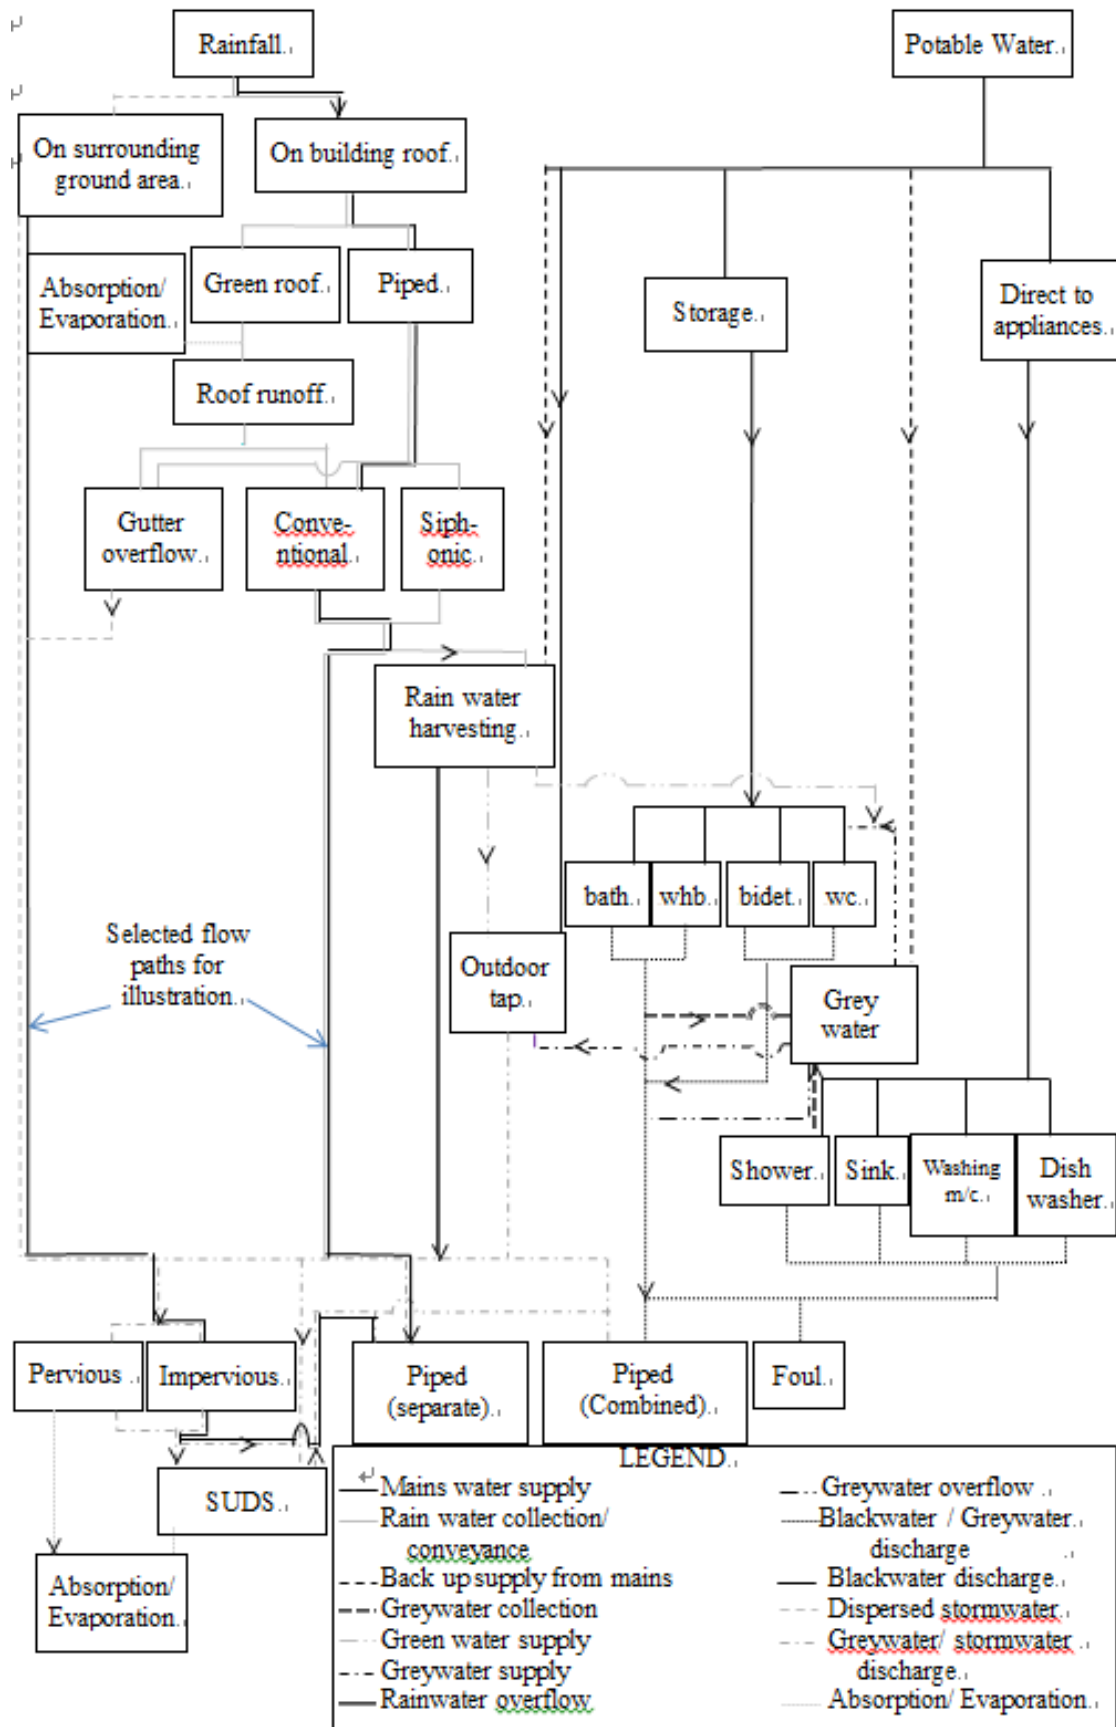 Rainfall.
Potable Water.
On surrounding
ground area.
On building roof.
Absorption/
Evaporation.
Green roof.
Piped.
Storage.
Direct to
appliances.
Roof runoff.
Gutter
overflow.
Conve-
ntional.
Siph-
onic.
Rain water
harvesting.
bath.
whb.
bidet.
wc.
Selected flow
paths for
illustration.
Outdoor
tap.
Grey
water
Shower.
Sink.
Washing
m/c.
Dish
washer.
Pervious .
Impervious.
Piped
(separate).
Piped
(Combined).
Foul.
SUDS.
Absorption/
Evaporation.
LEGEND.
Mains water supply
Rain water collection/
conveyance
Back up supply from mains
Greywater collection
Green water supply
Greywater supply
Rainwater overflow
Greywater overflow .
Blackwater / Greywater.
discharge .
Blackwater discharge.
Dispersed stormwater.
Greywater/ stormwater .
discharge.
Absorption/ Evaporation.